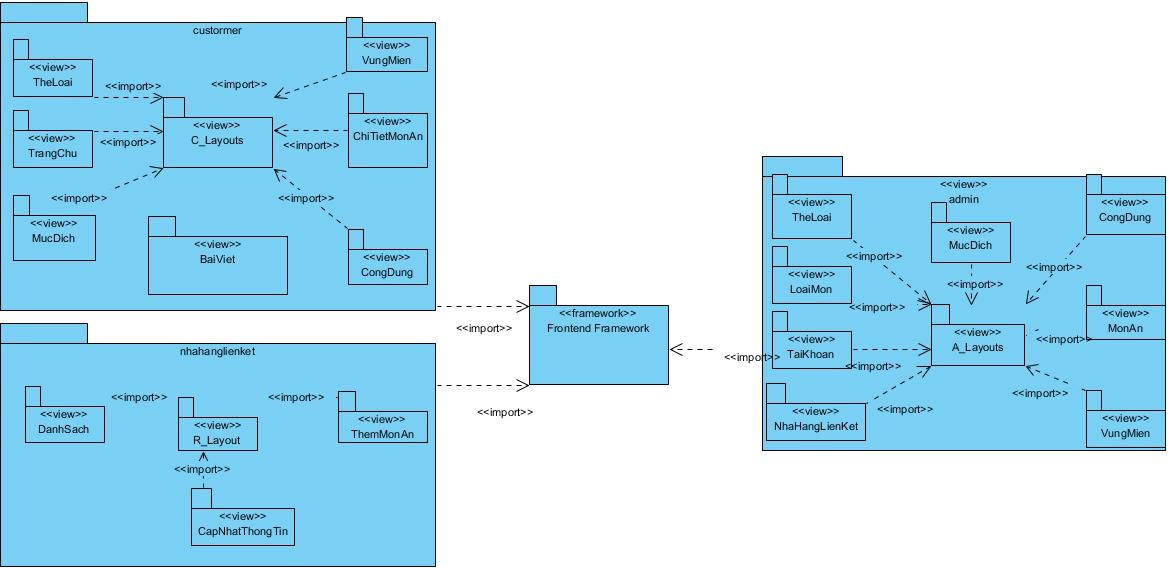 custormer
<<view>>
TheLoai
<<import>>
<<import>>
<<view>>
VungMien
<<view>>
TrangChu
<<import>>
<<view>>
C_Layouts
<<import>>
<<view>>
ChiTietMonAn
<<import>>
<<import>>
<<view>>
MucDich
<<view>>
BaiViet
<<view>>
CongDung
<<import>>
<<framework>>
Frontend Framework
<<import>>
<<import>>
nhahanglienket
<<import>>
<<import>>
<<view>>
DanhSach
<<view>>
R_Layout
<<view>>
ThemMonAn
<<import>>
<<view>>
CapNhatThongTin
<<view>>
admin
<<view>>
TheLoai
<<view>>
MucDich
<<view>>
CongDung
<<import>>
<<import>>
<<import>>
<<view>>
LoaiMon
<<import>>
<<view>>
MonAn
<<import>>
<<view>>
A_Layouts
<<view>>
TaiKhoan
<<import>>
<<import>>
<<view>>
NhaHangLienKet
<<import>>
<<view>>
VungMien